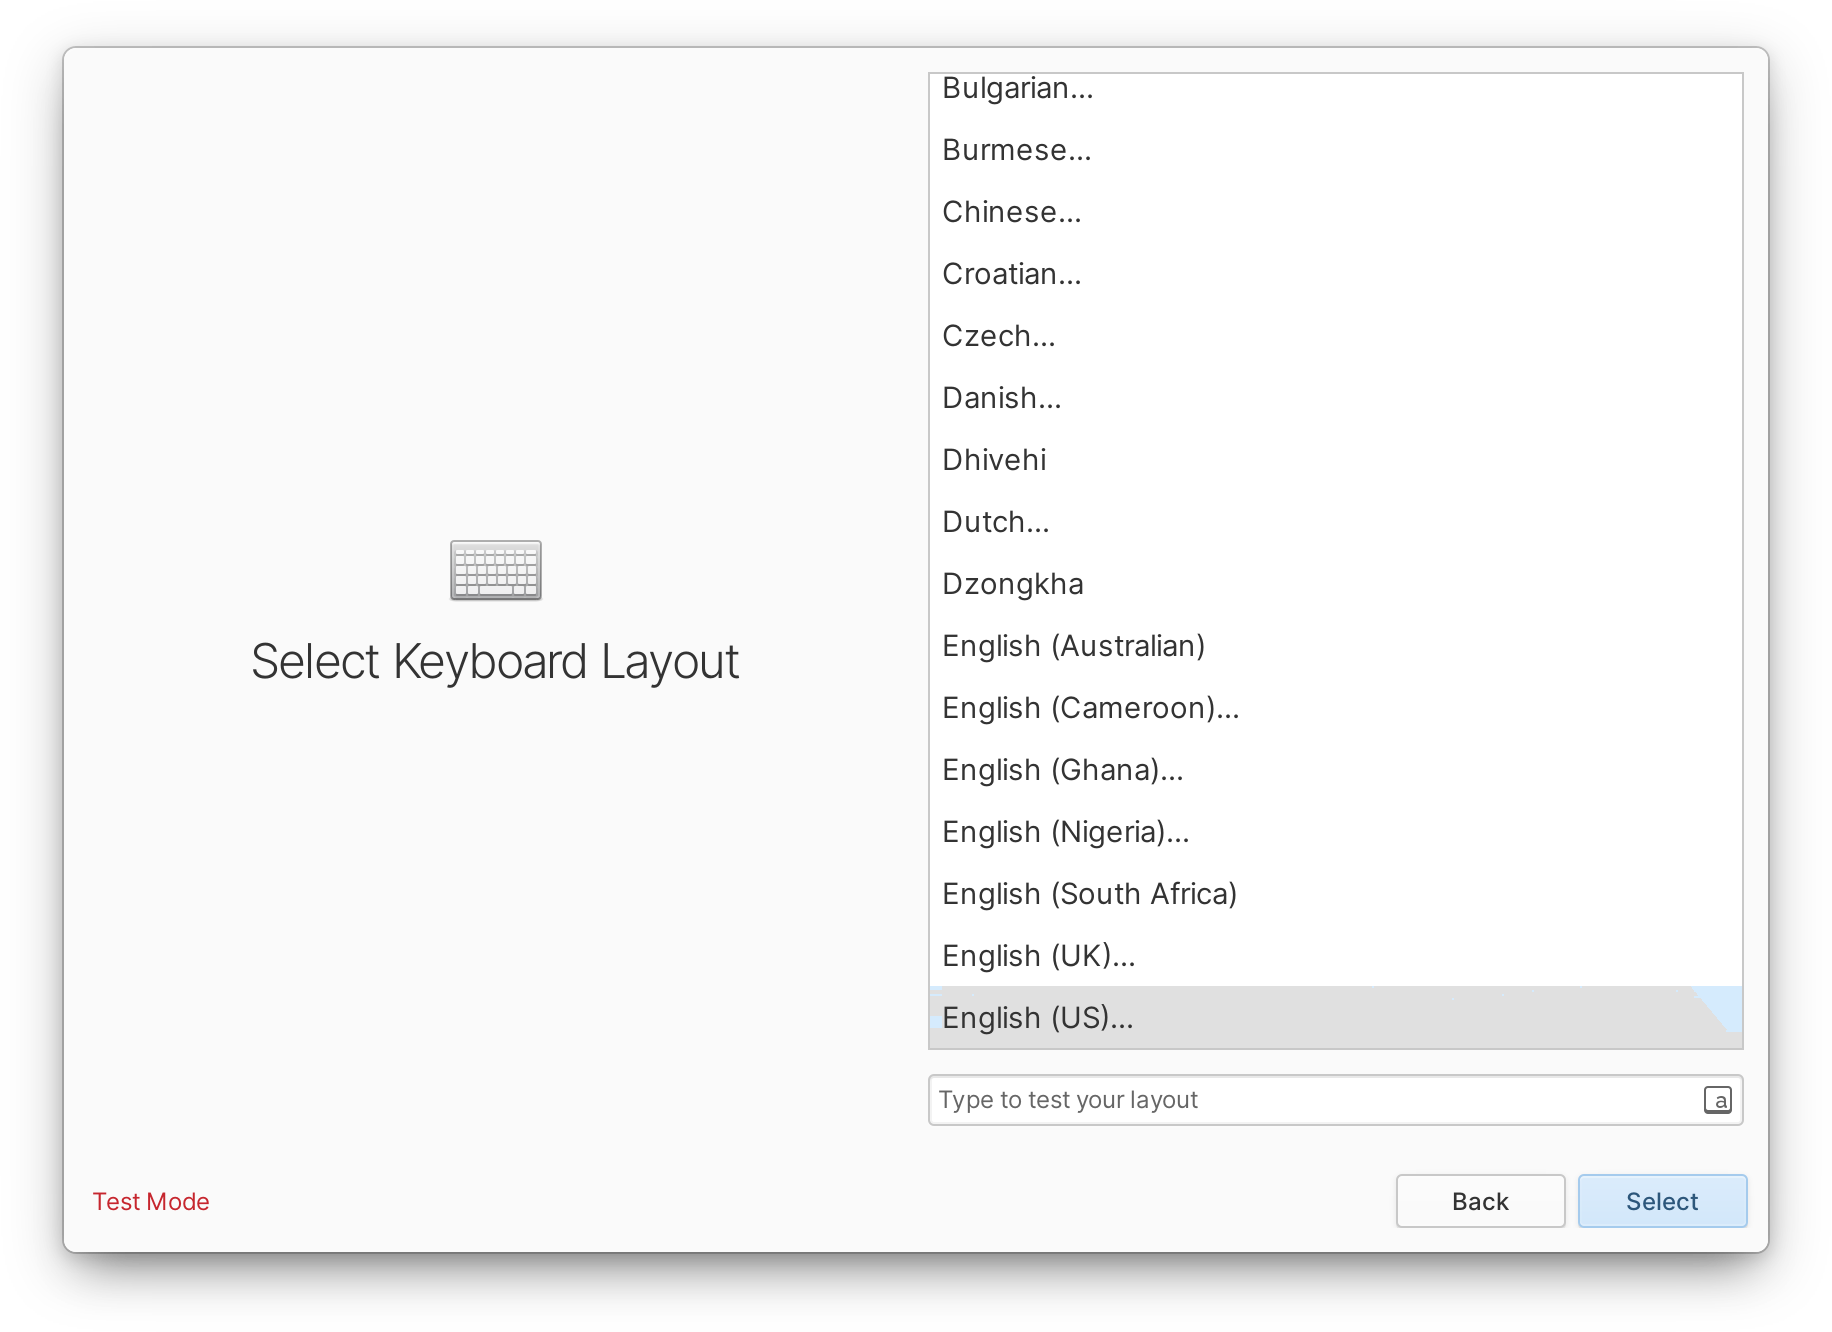 Select Keyboard Layout
Bulgarian...
Burmese...
Chinese...
Croatian...
Czech...
Danish...
Dhivehi
Dutch...
Dzongkha
English (Australian)
English (Cameroon)...
English (Ghana)...
English (Nigeria)...
English (South Africa)
English (UK)...
English (US)...
Type to test your layout
a
Test Mode
Back
Select